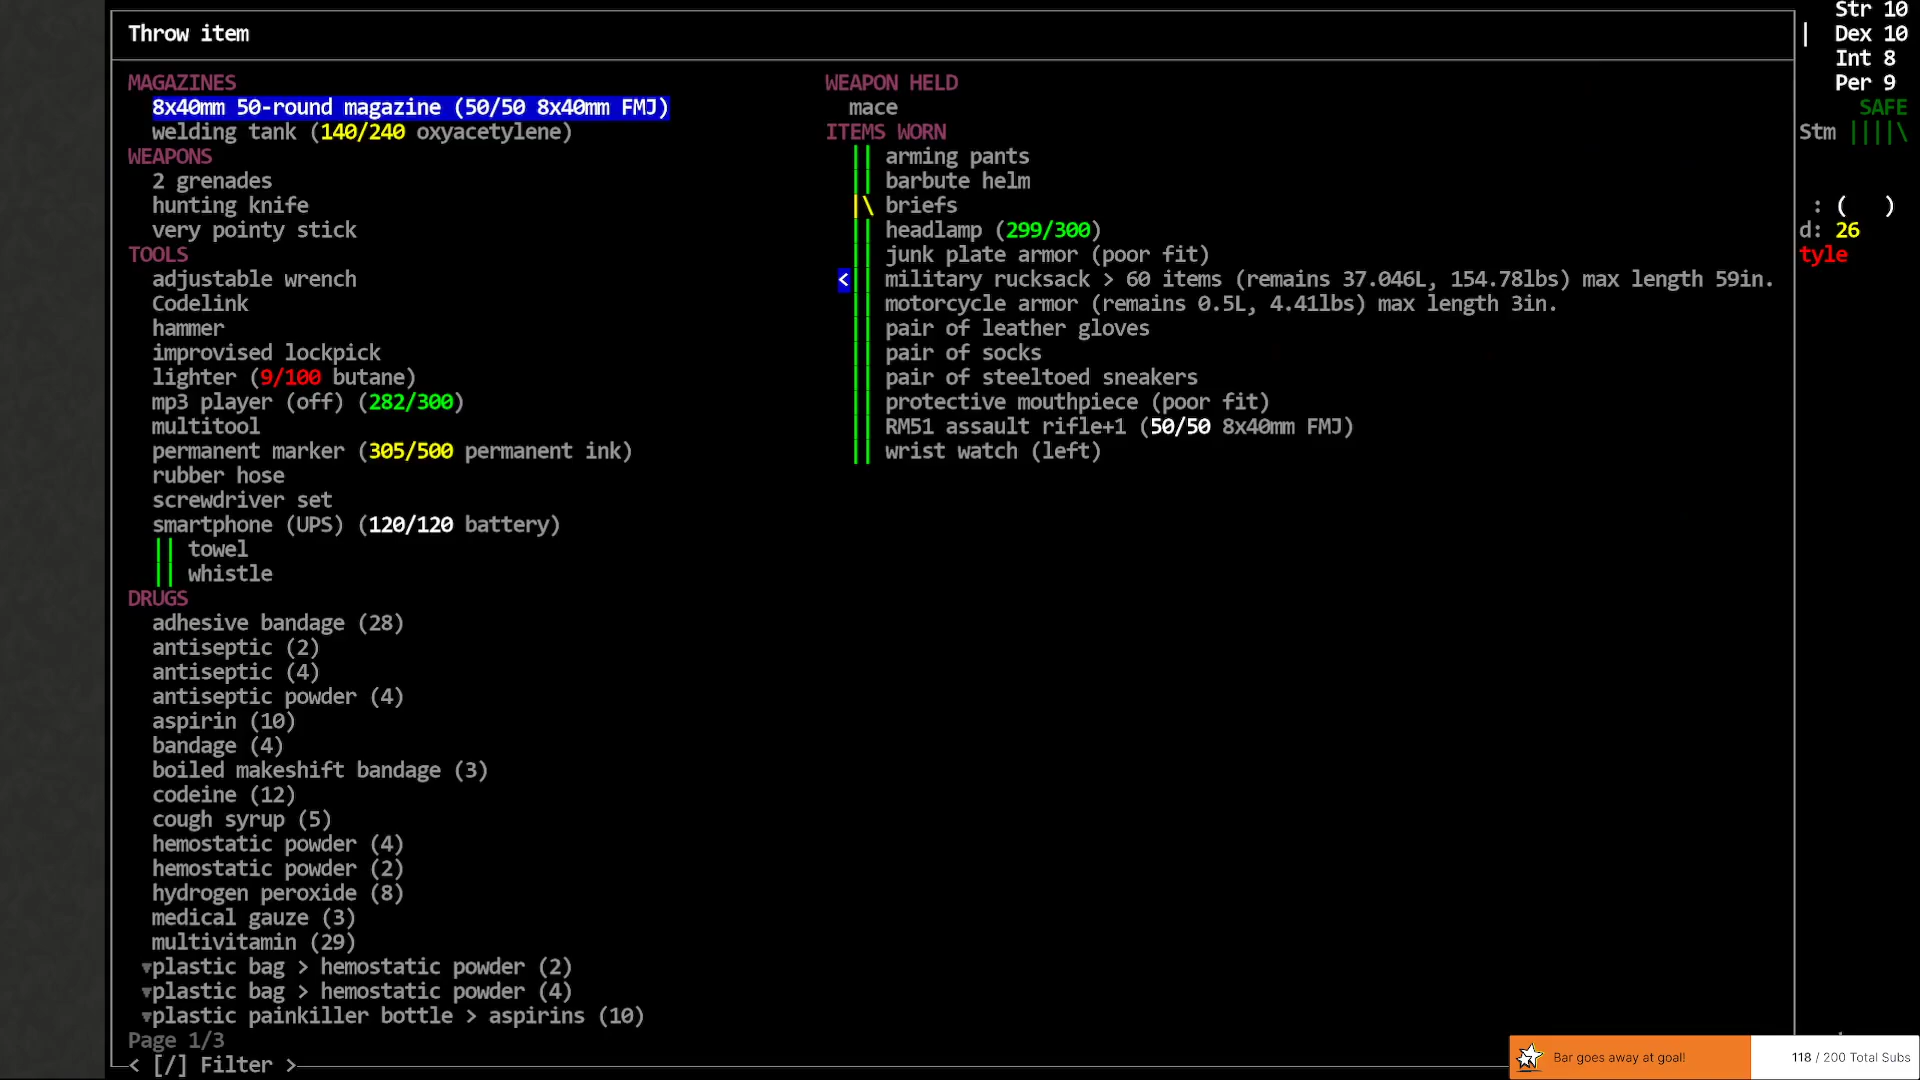 Throw item
MAGAZINES
8x40mm 50-round magazine (50/50 8x40mm FMJ)
welding tank (140/240 oxyacetylene)
WEAPONS
2 grenades
hunting knife
very pointy stick
TOOLS
adjustable wrench
Codelink
hammer
improvised lockpick
lighter (9/100 butane)
mp3 player (off) (282/300)
multitool
permanent marker (305/500 permanent ink)
rubber hose
screwdriver set
smartphone (UPS) (120/120 battery)
|| towel
|| whistle
DRUGS
adhesive bandage (28)
antiseptic (2)
antiseptic (4)
antiseptic powder (4)
aspirin (10)
bandage (4)
boiled makeshift bandage (3)
codeine (12)
cough syrup (5)
hemostatic powder (4)
hemostatic powder (2)
hydrogen peroxide (8)
medical gauze (3)
multivitamin (29)
▼plastic bag > hemostatic powder (2)
▼plastic bag > hemostatic powder (4)
▼plastic painkiller bottle > aspirins (10)
Page 1/3
< [/] Filter >
WEAPON HELD
mace
ITEMS WORN
|| arming pants
|| barbute helm
|\ briefs
|| headlamp (299/300)
|| junk plate armor (poor fit)
< || military rucksack > 60 items (remains 37.046L, 154.78lbs) max length 59in.
|| motorcycle armor (remains 0.5L, 4.41lbs) max length 3in.
|| pair of leather gloves
|| pair of socks
|| pair of steeltoed sneakers
|| protective mouthpiece (poor fit)
|| RM51 assault rifle+1 (50/50 8x40mm FMJ)
|| wrist watch (left)
Str 10
| Dex 10
Int 8
Per 9
SAFE
Stm ||||\
: (   )
d: 26
tyle
Bar goes away at goal!
118 / 200 Total Subs